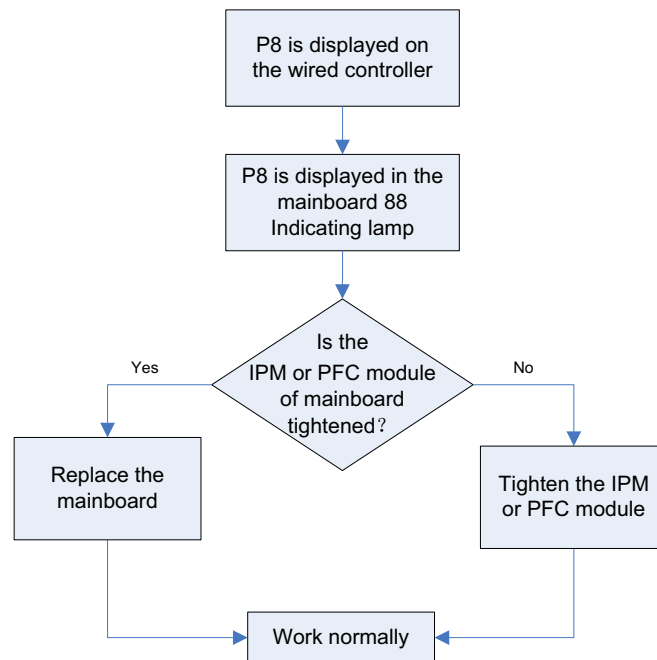 P8 is displayed on
the wired controller
P8 is displayed in the
mainboard 88
Indicating lamp
Is the
IPM or PFC module
of mainboard
tightened？
Yes
No
Replace the
mainboard
Tighten the IPM
or PFC module
Work normally